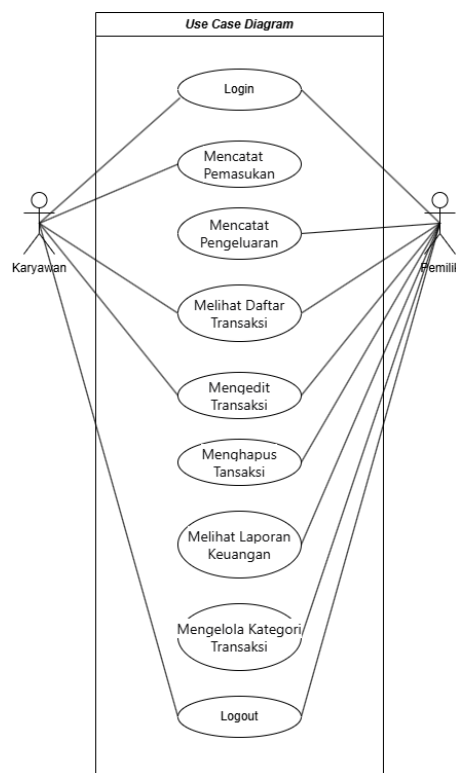 Use Case Diagram
Login
Mencatat
Pemasukan
Mencatat
Pengeluaran
Karyawan
Pemilik
Melihat Daftar
Transaksi
Mengedit
Transaksi
Menghapus
Tansaksi
Melihat Laporan
Keuangan
Mengelola Kategori
Transaksi
Logout